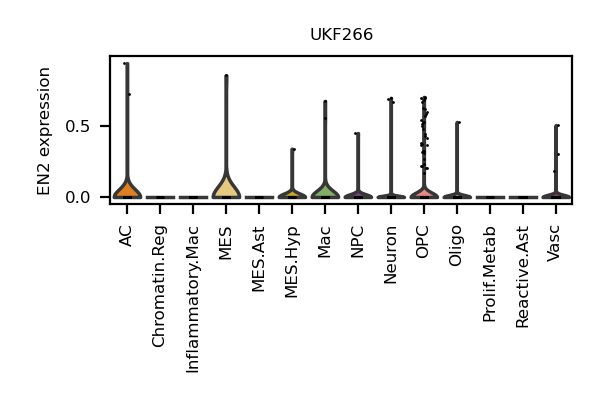 UKF266
EN2 expression
0.5
0.0
AC
Chromatin.Reg
Inflammatory.Mac
MES
MES.Ast
MES.Hyp
Mac
NPC
Neuron
OPC
Oligo
Prolif.Metab
Reactive.Ast
Vasc